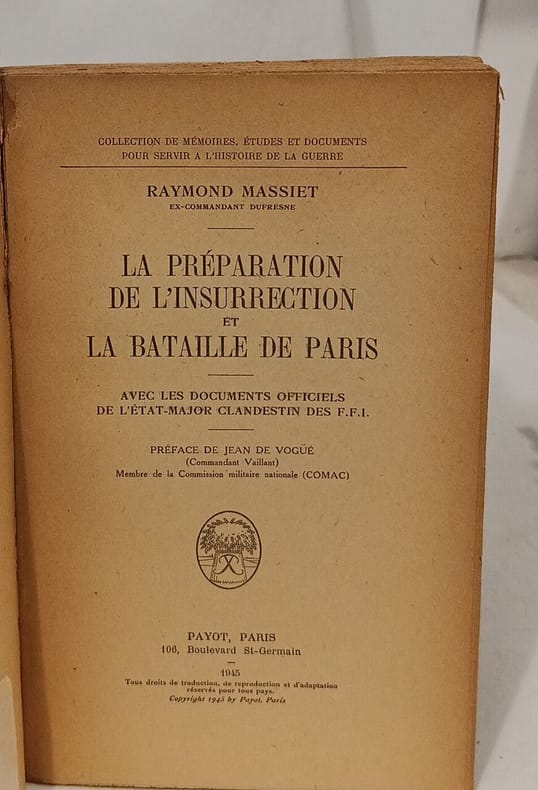 COLLECTION DE MÉMOIRES, ÉTUDES ET DOCUMENTS
POUR SERVIR A L'HISTOIRE DE LA GUERRE
RAYMOND MASSIET
EX-COMMANDANT DUFRESNE
LA PRÉPARATION
DE L'INSURRECTION
ET
LA BATAILLE DE PARIS
AVEC LES DOCUMENTS OFFICIELS
DE L'ÉTAT-MAJOR CLANDESTIN DES F.F.I.
PRÉFACE DE JEAN DE VOGÜÉ
(Commandant Vaillant)
Membre de la Commission militaire nationale (COMAC)
PAYOT, PARIS
106, Boulevard St-Germain
1945
Tous droits de traduction, de reproduction et d'adaptation
réservés pour tous pays.
Copyright 1945 by Payot, Paris